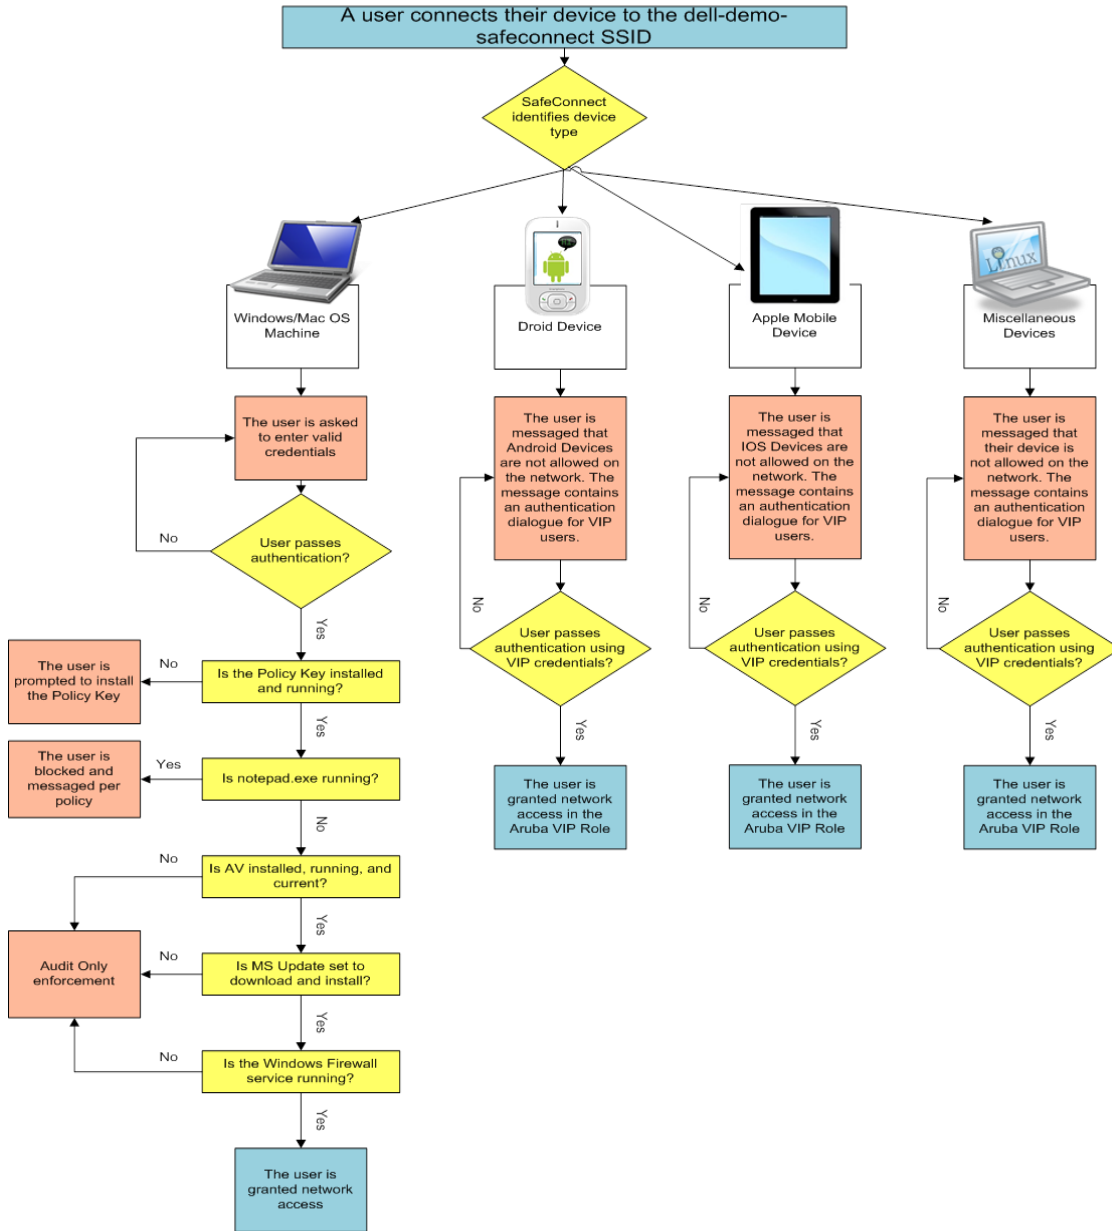 A user connects their device to the dell-demo-
safeconnect SSID
SafeConnect
identifies device
type
Linux
Windows/Mac OS
Machine
Droid Device
Apple Mobile
Device
Miscellaneous
Devices
The user is asked
to enter valid
credentials
The user is
messaged that
Android Devices
are not allowed on
the network. The
message contains
an authentication
dialogue for VIP
users.
The user is
messaged that
IOS Devices are
not allowed on the
network. The
message contains
an authentication
dialogue for VIP
users.
The user is
messaged that
their device is
not allowed on the
network. The
message contains
an authentication
dialogue for VIP
users.
No
User passes
authentication?
No
User passes
authentication using
VIP credentials?
No
User passes
authentication using
VIP credentials?
No
User passes
authentication using
VIP credentials?
Yes
The user is
prompted to install
the Policy Key
No
Is the Policy Key installed
and running?
Yes
Yes
Yes
Yes
The user is
blocked and
messaged per
policy
Yes
Is notepad.exe running?
The user is
granted network
access in the
Aruba VIP Role
The user is
granted network
access in the
Aruba VIP Role
The user is
granted network
access in the
Aruba VIP Role
No
No
Is AV installed, running, and
current?
Yes
Audit Only
enforcement
No
Is MS Update set to
download and install?
Yes
No
Is the Windows Firewall
service running?
Yes
The user is
granted network
access